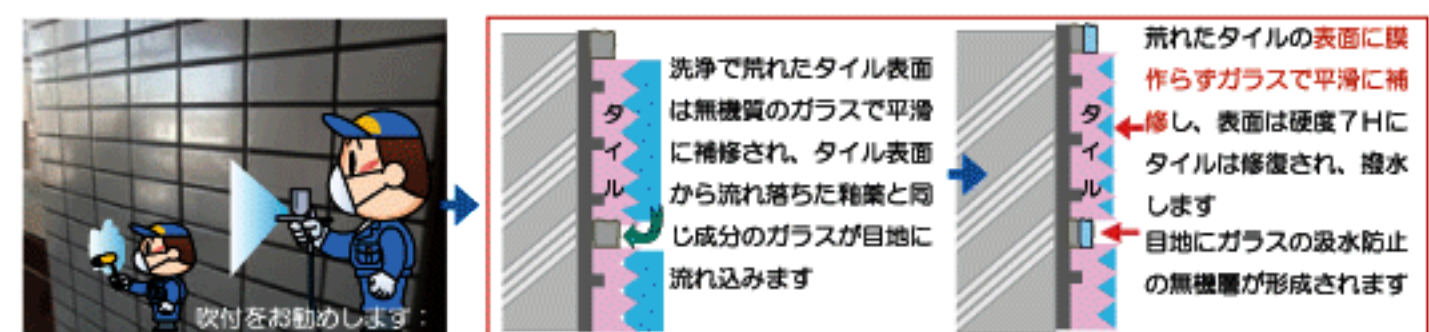 吹付をお勧めします：
タイル
洗浄で荒れたタイル表面
は無機質のガラスで平滑
に補修され、タイル表面
から流れ落ちた釉薬と同
じ成分のガラスが目地に
流れ込みます
タイル
荒れたタイルの表面に膜
作らずガラスで平滑に補
修し、表面は硬度7Hに
タイルは修復され、撥水
します
目地にガラスの吸水防止
の無機層が形成されます